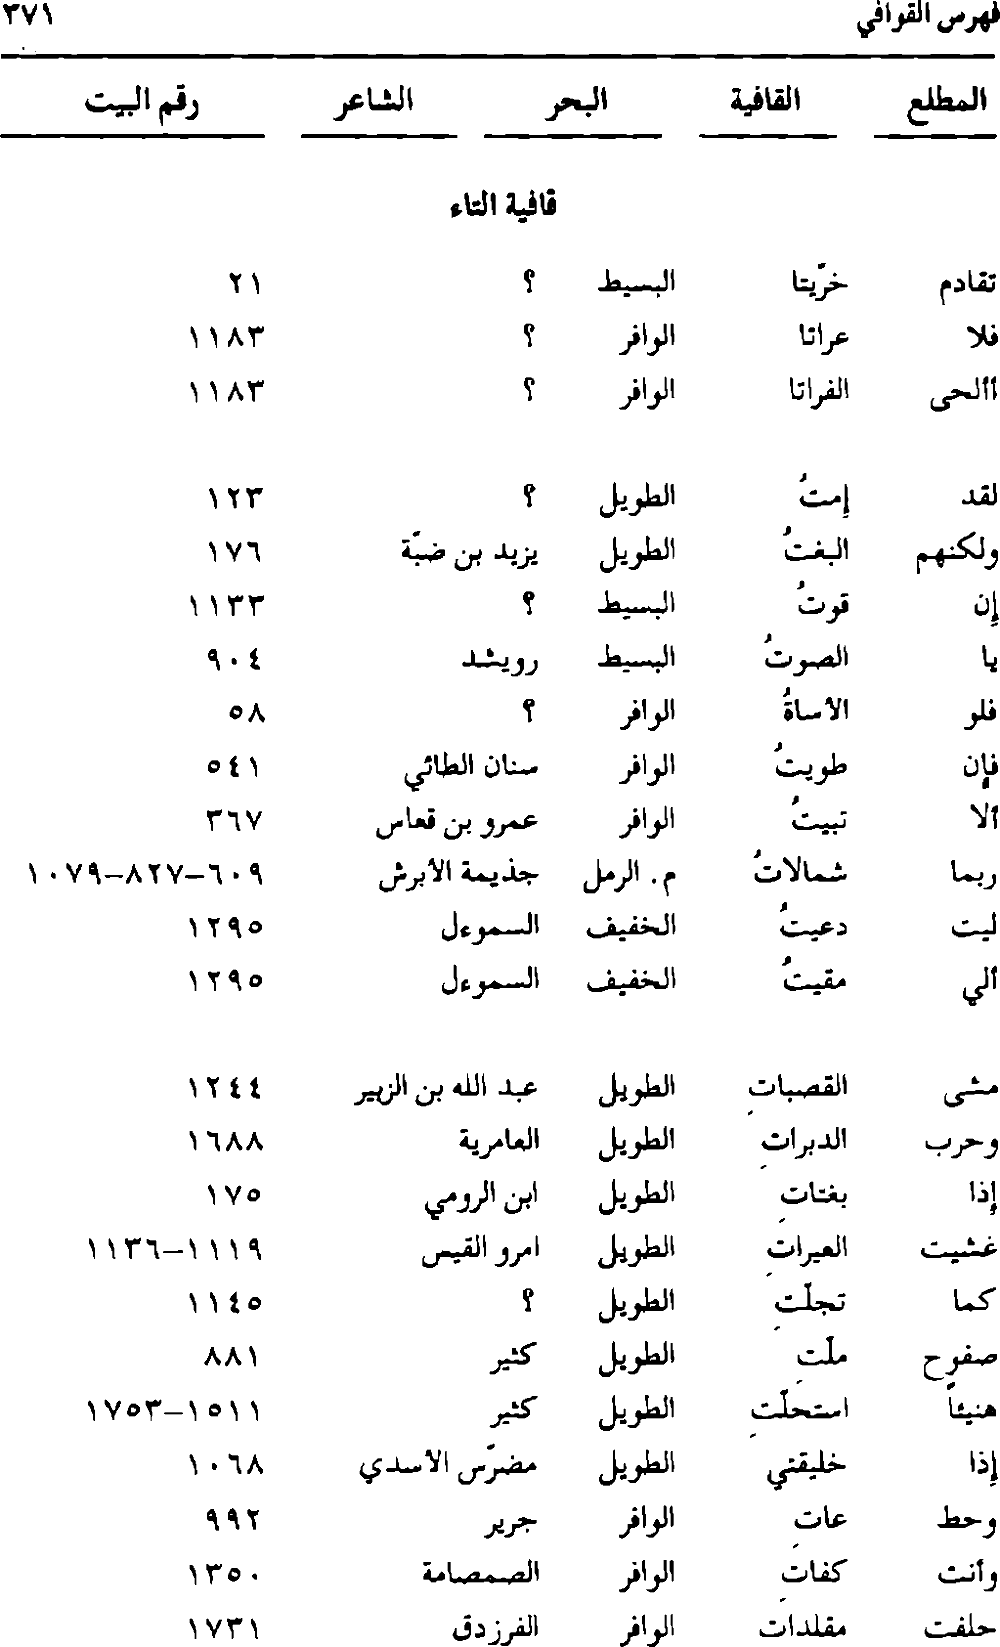 فهرس القوافي ٣٧١
المطلع القافية البحر الشاعر رقم البيت
قافية التاء
تقادم خرّيتا البسيط ؟ ٢١
فلا عراتا الوافر ؟ ١١٨٣
أألحى الفراتا الوافر ؟ ١١٨٣
لقد إمتُ الطويل ؟ ١٢٣
ولكنهم البغتُ الطويل يزيد بن ضبّة ١٧٦
إن قوتُ البسيط ؟ ١١٣٣
يا الصوتُ البسيط رويشد ٩٠٤
فلو الأساةُ الوافر ؟ ٥٨
فإن طويتُ الوافر سنان الطائي ٥٤١
ألا تبيتُ الوافر عمرو بن قعاس ٣٦٧
ربما شمالاتُ م. الرمل جذيمة الأبرش ٦٠٩-٨٢٧-١٠٧٩
ليت دعيتُ الخفيف السموءل ١٢٩٥
ألي مقيتُ الخفيف السموءل ١٢٩٥
مشى القصباتِ الطويل عبد الله بن الزبير ١٢٤٤
وحرب الدبراتِ الطويل العامرية ١٦٨٨
إذا بغتاتِ الطويل ابن الرومي ١٧٥
غشيت العيراتِ الطويل امرو القيس ١١١٩-١١٣٦
كما تجلّتِ الطويل ؟ ١١٤٥
صفوح ملّتِ الطويل كثير ٨٨١
هنيئاً استحلّتِ الطويل كثير ١٥١١-١٧٥٣
إذا خليقتي الطويل مضرّس الأسدي ١٠٦٨
وحط عاتِ الوافر جرير ٩٩٢
وأنت كفاتِ الوافر الصمصامة ١٣٥٠
حلفت مقلدات الوافر الفرزدق ١٧٣١